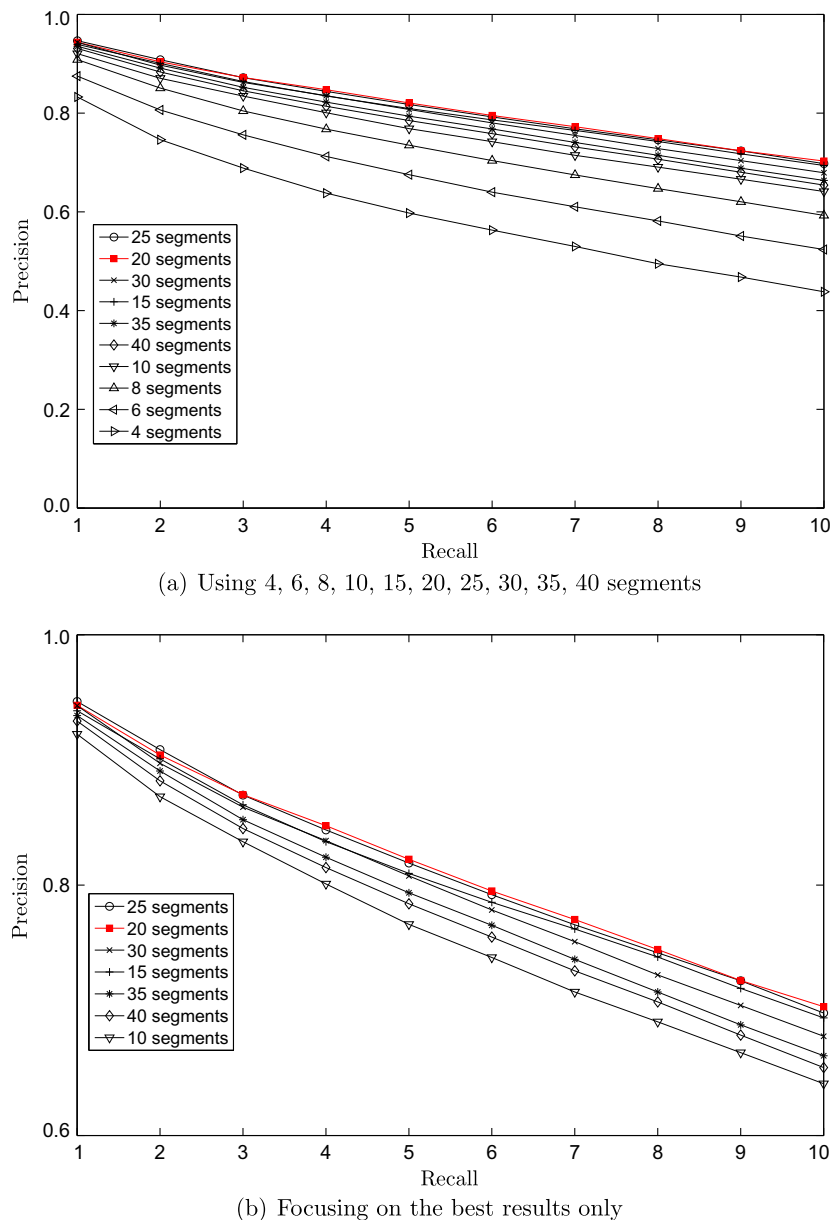 1.0
0.8
0.6
0.4
0.2
0.0
Precision
25 segments
20 segments
30 segments
15 segments
35 segments
40 segments
10 segments
8 segments
6 segments
4 segments
1 2 3 4 5 6 7 8 9 10
Recall
(a) Using 4, 6, 8, 10, 15, 20, 25, 30, 35, 40 segments
1.0
0.8
0.6
Precision
25 segments
20 segments
30 segments
15 segments
35 segments
40 segments
10 segments
1 2 3 4 5 6 7 8 9 10
Recall
(b) Focusing on the best results only